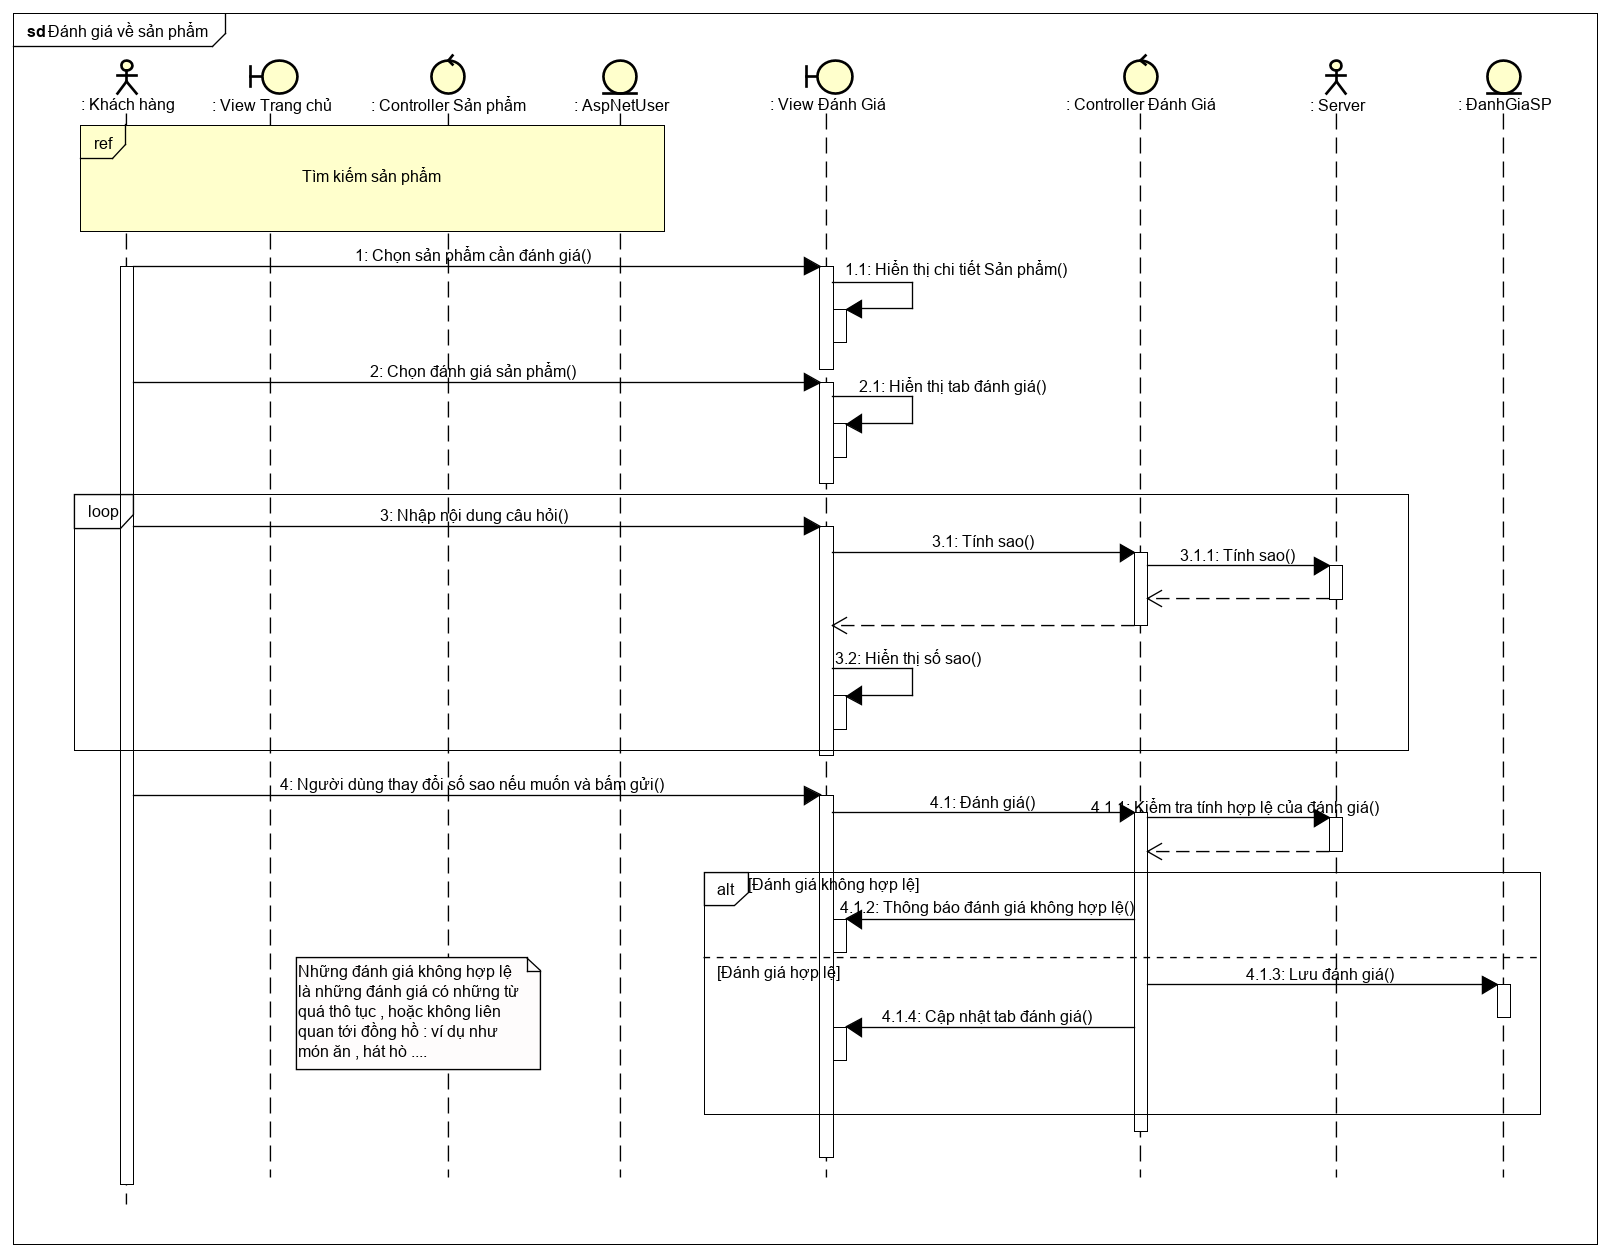 sd Đánh giá về sản phẩm
: Khách hàng
: View Trang chủ
: Controller Sản phẩm
: AspNetUser
: View Đánh Giá
: Controller Đánh Giá
: Server
: ĐanhGiaSP
ref
Tìm kiếm sản phẩm
1: Chọn sản phẩm cần đánh giá()
1.1: Hiển thị chi tiết Sản phẩm()
2: Chọn đánh giá sản phẩm()
2.1: Hiển thị tab đánh giá()
loop
3: Nhập nội dung câu hỏi()
3.1: Tính sao()
3.1.1: Tính sao()
3.2: Hiển thị số sao()
4: Người dùng thay đổi số sao nếu muốn và bấm gửi()
4.1: Đánh giá()
4.1.1: Kiểm tra tính hợp lệ của đánh giá()
alt
[Đánh giá không hợp lệ]
4.1.2: Thông báo đánh giá không hợp lệ()
[Đánh giá hợp lệ]
4.1.3: Lưu đánh giá()
4.1.4: Cập nhật tab đánh giá()
Những đánh giá không hợp lệ
là những đánh giá có những từ
quá thô tục , hoặc không liên
quan tới đồng hồ : ví dụ như
món ăn , hát hò ....